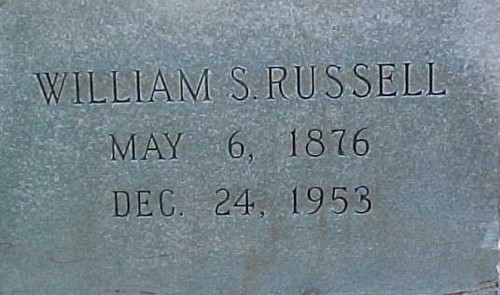 WILLIAM S. RUSSELL
MAY 6, 1876
DEC. 24, 1953